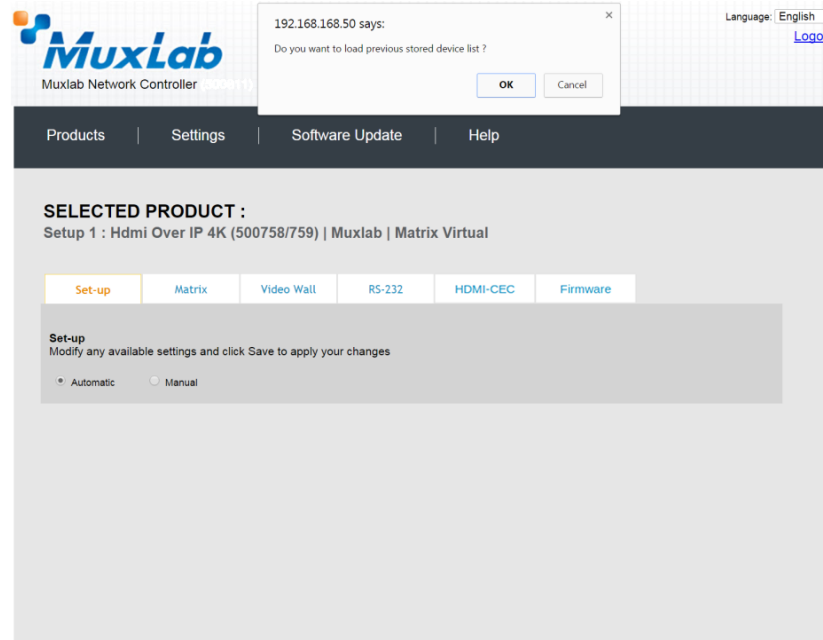 192.168.168.50 says:
Do you want to load previous stored device list ?
OK
Cancel
Language: English
Logo
MuxLab
Muxlab Network Controller
Products
Settings
Software Update
Help
SELECTED PRODUCT :
Setup 1 : Hdmi Over IP 4K (500758/759) | Muxlab | Matrix Virtual
Set-up
Matrix
Video Wall
RS-232
HDMI-CEC
Firmware
Set-up
Modify any available settings and click Save to apply your changes
Automatic
Manual